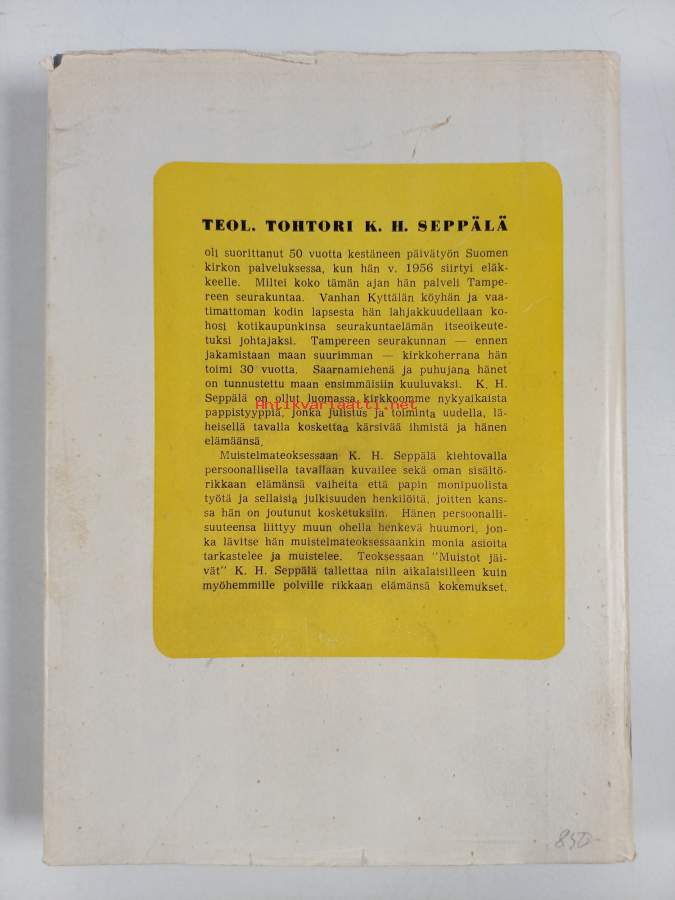 TEOL. TOHTORI K. H. SEPPÄLÄ
oli suorittanut 50 vuotta kestäneen päivätyön Suomen
kirkon palveluksessa, kun hän v. 1956 siirtyi eläk-
keelle. Miltei koko tämän ajan hän palveli Tampe-
reen seurakuntaa. Vanhan Kyttälän köyhän ja vaa-
timattoman kodin lapsesta hän lahjakkuudellaan ko-
hosi kotikaupunkinsa seurakuntaelämän itseoikeute-
tuksi johtajaksi. Tampereen seurakunnan — ennen
jakamistaan maan suurimman — kirkkoherrana hän
toimi 30 vuotta. Saarnamiehenä ja puhujana hänet
on tunnustettu maan ensimmäisiin kuuluvaksi. K. H.
Seppälä on ollut luomassa kirkkoomme nykyaikaista
Antikvariaatti.net
pappistyyppiä, jonka julistus ja toiminta uudella, lä-
heisellä tavalla koskettaa kärsivää ihmistä ja hänen
elämäänsä.
Muistelmateoksessaan K. H. Seppälä kiehtovalla
persoonallisella tavallaan kuvailee sekä oman sisältö-
rikkaan elämänsä vaiheita että papin monipuolista
työtä ja sellaisia julkisuuden henkilöitä, joitten kans-
sa hän on joutunut kosketuksiin. Hänen persoonalli-
suuteensa liittyy muun ohella henkevä huumori, jon-
ka lävitse hän muistelmateoksessaankin monia asioita
tarkastelee ja muistelee. Teoksessaan "Muistot jäi-
vät" K. H. Seppälä tallettaa niin aikalaisilleen kuin
myöhemmille polville rikkaan elämänsä kokemukset.
850-